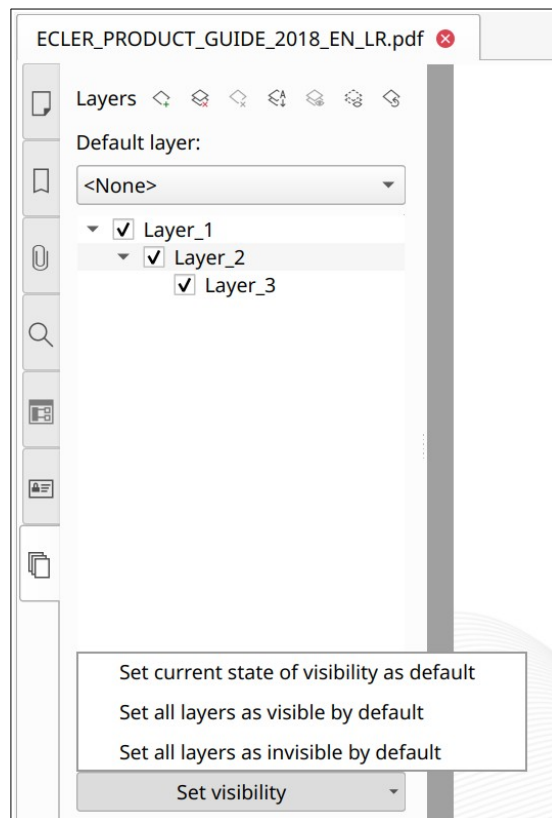 ECLER_PRODUCT_GUIDE_2018_EN_LR.pdf
Layers
Default layer:
<None>
Layer_1
Layer_2
Layer_3
Set current state of visibility as default
Set all layers as visible by default
Set all layers as invisible by default
Set visibility